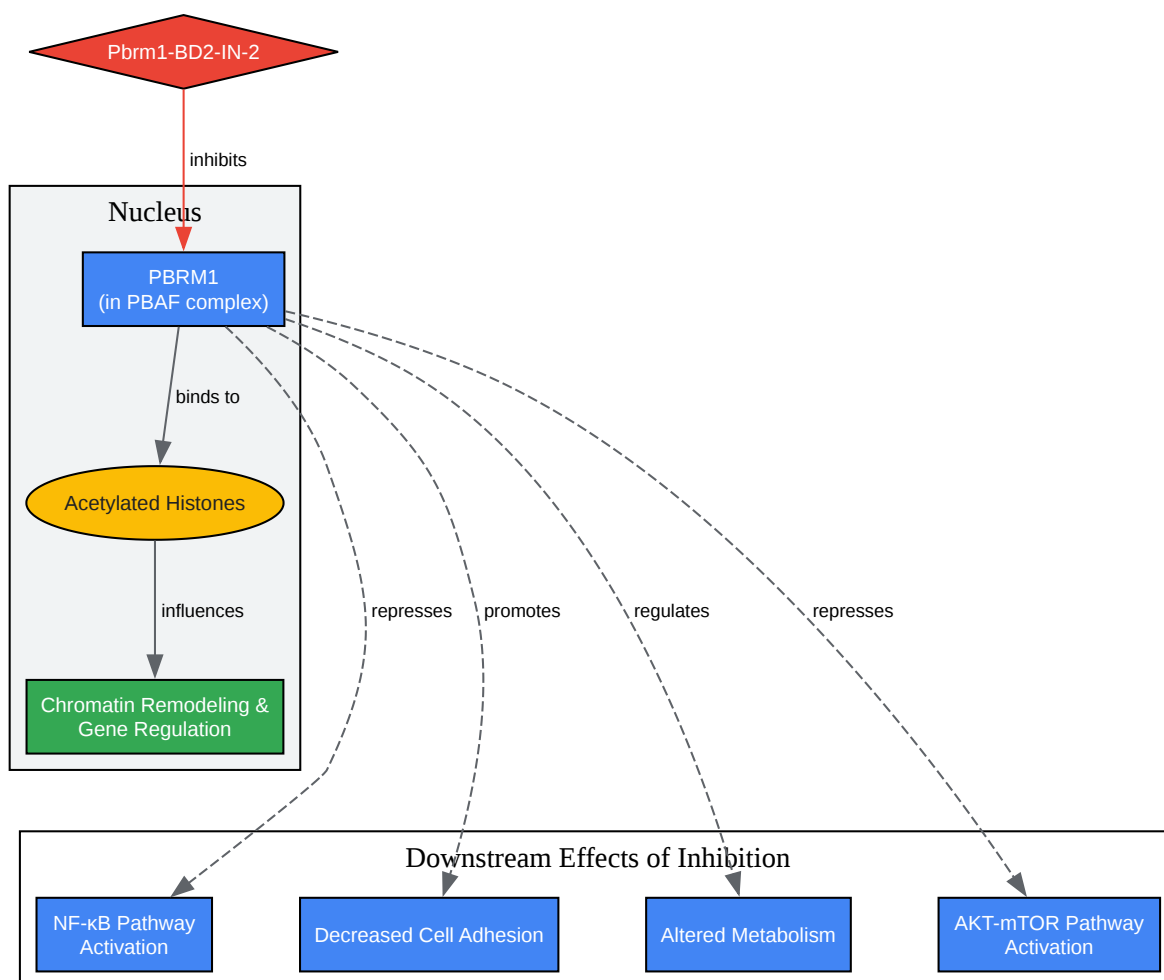 Pbrm1-BD2-IN-2
inhibits
Nucleus
PBRM1
(in PBAF complex)
binds to
Acetylated Histones
influences
represses
promotes
regulates
represses
Chromatin Remodeling &
Gene Regulation
Downstream Effects of Inhibition
NF-κB Pathway
Activation
Decreased Cell Adhesion
Altered Metabolism
AKT-mTOR Pathway
Activation